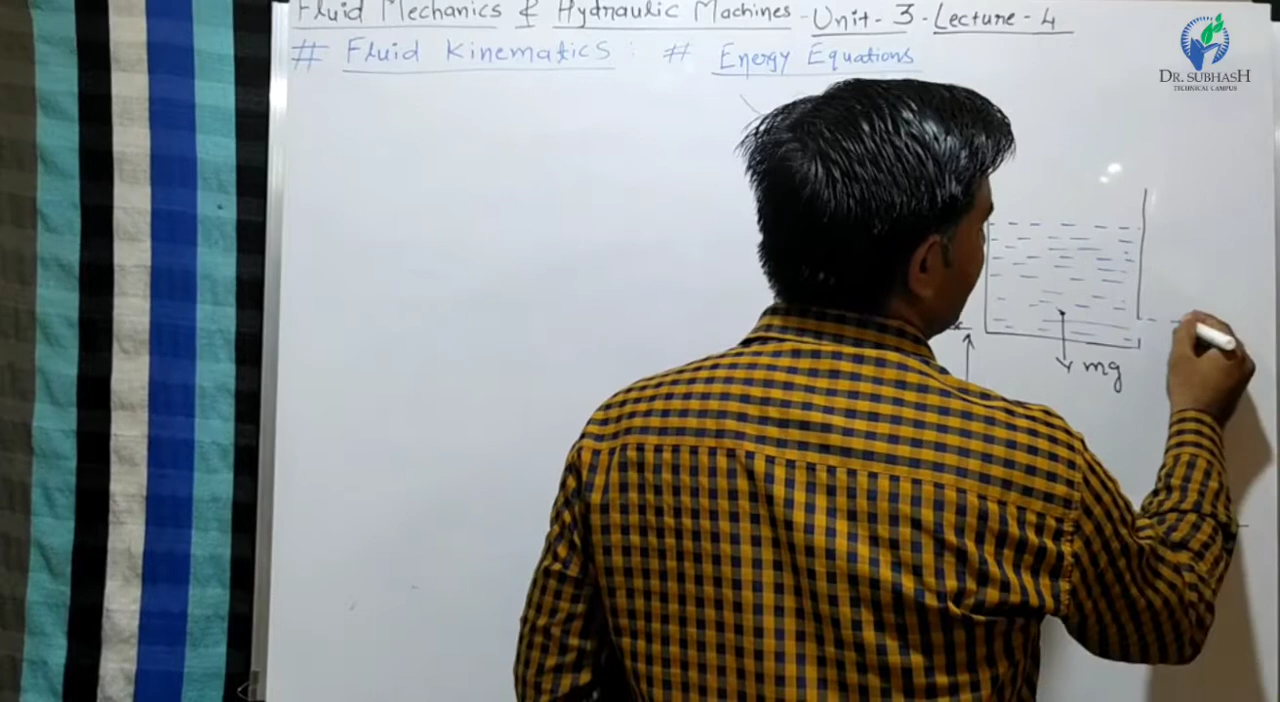 Fluid Mechanics & Hydraulic Machines - Unit - 3 - Lecture - 4
# Fluid Kinematics : # Energy Equations
DR. SUBHASH
TECHNICAL CAMPUS
mg